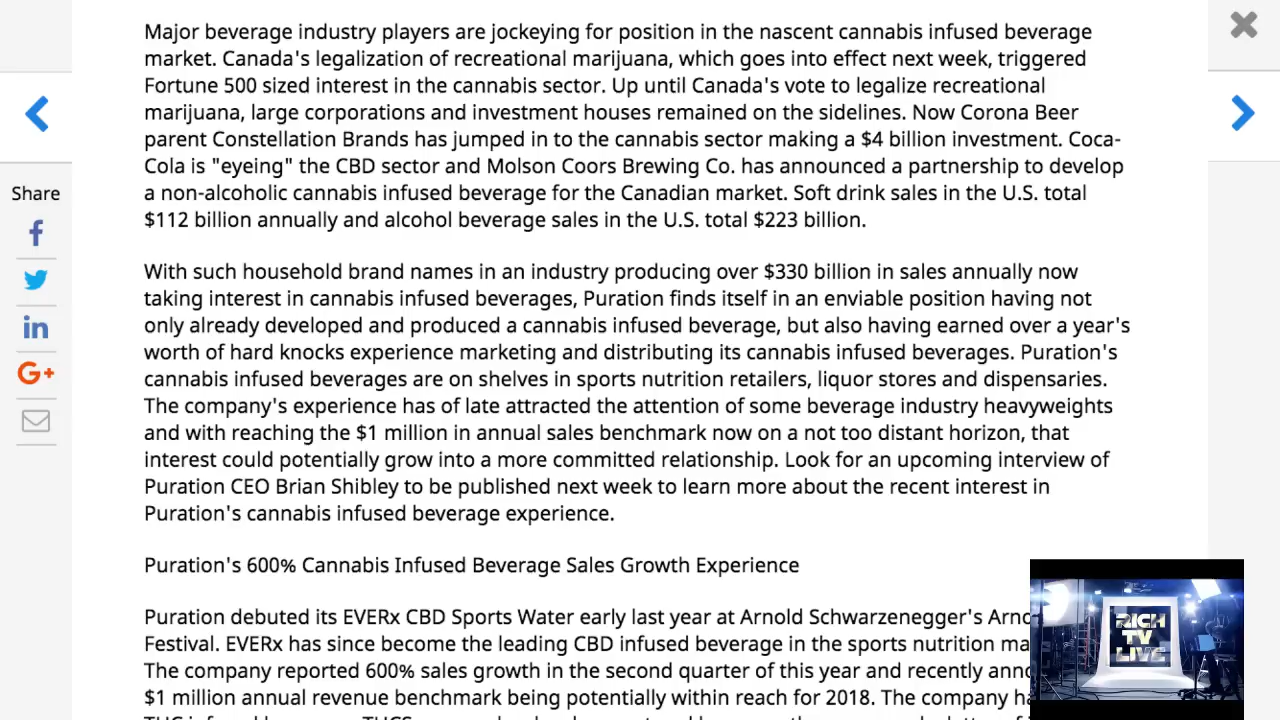 Major beverage industry players are jockeying for position in the nascent cannabis infused beverage
market. Canada's legalization of recreational marijuana, which goes into effect next week, triggered
Fortune 500 sized interest in the cannabis sector. Up until Canada's vote to legalize recreational
marijuana, large corporations and investment houses remained on the sidelines. Now Corona Beer
parent Constellation Brands has jumped in to the cannabis sector making a $4 billion investment. Coca-
Cola is "eyeing" the CBD sector and Molson Coors Brewing Co. has announced a partnership to develop
a non-alcoholic cannabis infused beverage for the Canadian market. Soft drink sales in the U.S. total
$112 billion annually and alcohol beverage sales in the U.S. total $223 billion.
Share
With such household brand names in an industry producing over $330 billion in sales annually now
taking interest in cannabis infused beverages, Puration finds itself in an enviable position having not
only already developed and produced a cannabis infused beverage, but also having earned over a year's
worth of hard knocks experience marketing and distributing its cannabis infused beverages. Puration's
cannabis infused beverages are on shelves in sports nutrition retailers, liquor stores and dispensaries.
The company's experience has of late attracted the attention of some beverage industry heavyweights
and with reaching the $1 million in annual sales benchmark now on a not too distant horizon, that
interest could potentially grow into a more committed relationship. Look for an upcoming interview of
Puration CEO Brian Shibley to be published next week to learn more about the recent interest in
Puration's cannabis infused beverage experience.
Puration's 600% Cannabis Infused Beverage Sales Growth Experience
Puration debuted its EVERx CBD Sports Water early last year at Arnold Schwarzenegger's
Festival. EVERx has since become the leading CBD infused beverage in the sports nutrition
The company reported 600% sales growth in the second quarter of this year and recently
$1 million annual revenue benchmark being potentially within reach for 2018. The company
RICH
TV
LIVE